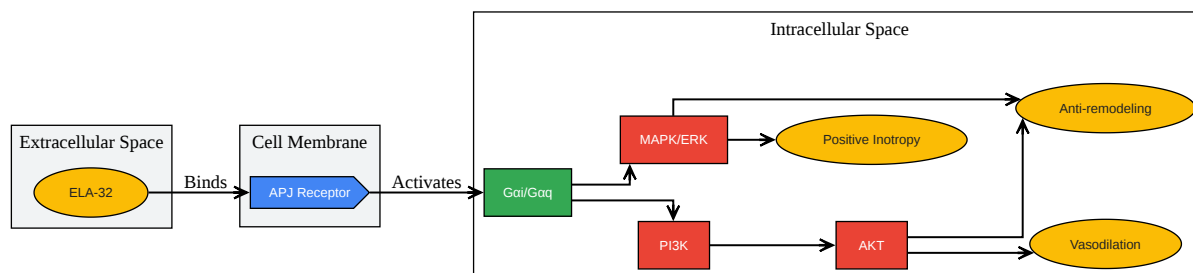 Intracellular Space
Anti-remodeling
MAPK/ERK
Positive Inotropy
Extracellular Space
Cell Membrane
ELA-32
Binds
APJ Receptor
Activates
Gαi/Gαq
PI3K
AKT
Vasodilation